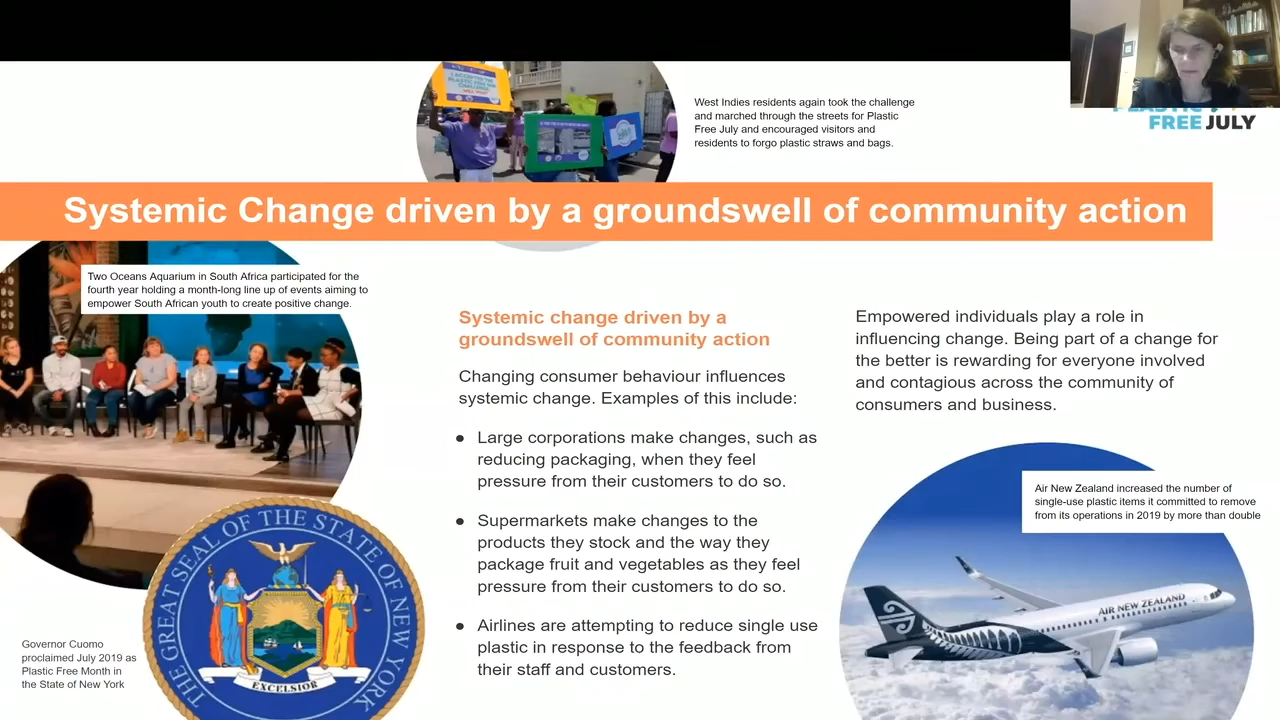 I ACCEPTED THE
PLASTIC FREE
CHALLENGE
West Indies residents again took the challenge
and marched through the streets for Plastic
Free July and encouraged visitors and
residents to forgo plastic straws and bags.
PLASTIC
FREE JULY
Systemic Change driven by a groundswell of community action
Two Oceans Aquarium in South Africa participated for the
fourth year holding a month-long line up of events aiming to
empower South African youth to create positive change.
Systemic change driven by a
groundswell of community action
Changing consumer behaviour influences
systemic change. Examples of this include:
● Large corporations make changes, such as
reducing packaging, when they feel
pressure from their customers to do so.
● Supermarkets make changes to the
products they stock and the way they
package fruit and vegetables as they feel
pressure from their customers to do so.
● Airlines are attempting to reduce single use
plastic in response to the feedback from
their staff and customers.
Empowered individuals play a role in
influencing change. Being part of a change for
the better is rewarding for everyone involved
and contagious across the community of
consumers and business.
Air New Zealand increased the number of
single-use plastic items it committed to remove
from its operations in 2019 by more than double
AIR NEW ZEALAND
THE GREAT SEAL OF THE STATE OF NEW YORK
EXCELSIOR
Governor Cuomo
proclaimed July 2019 as
Plastic Free Month in
the State of New York